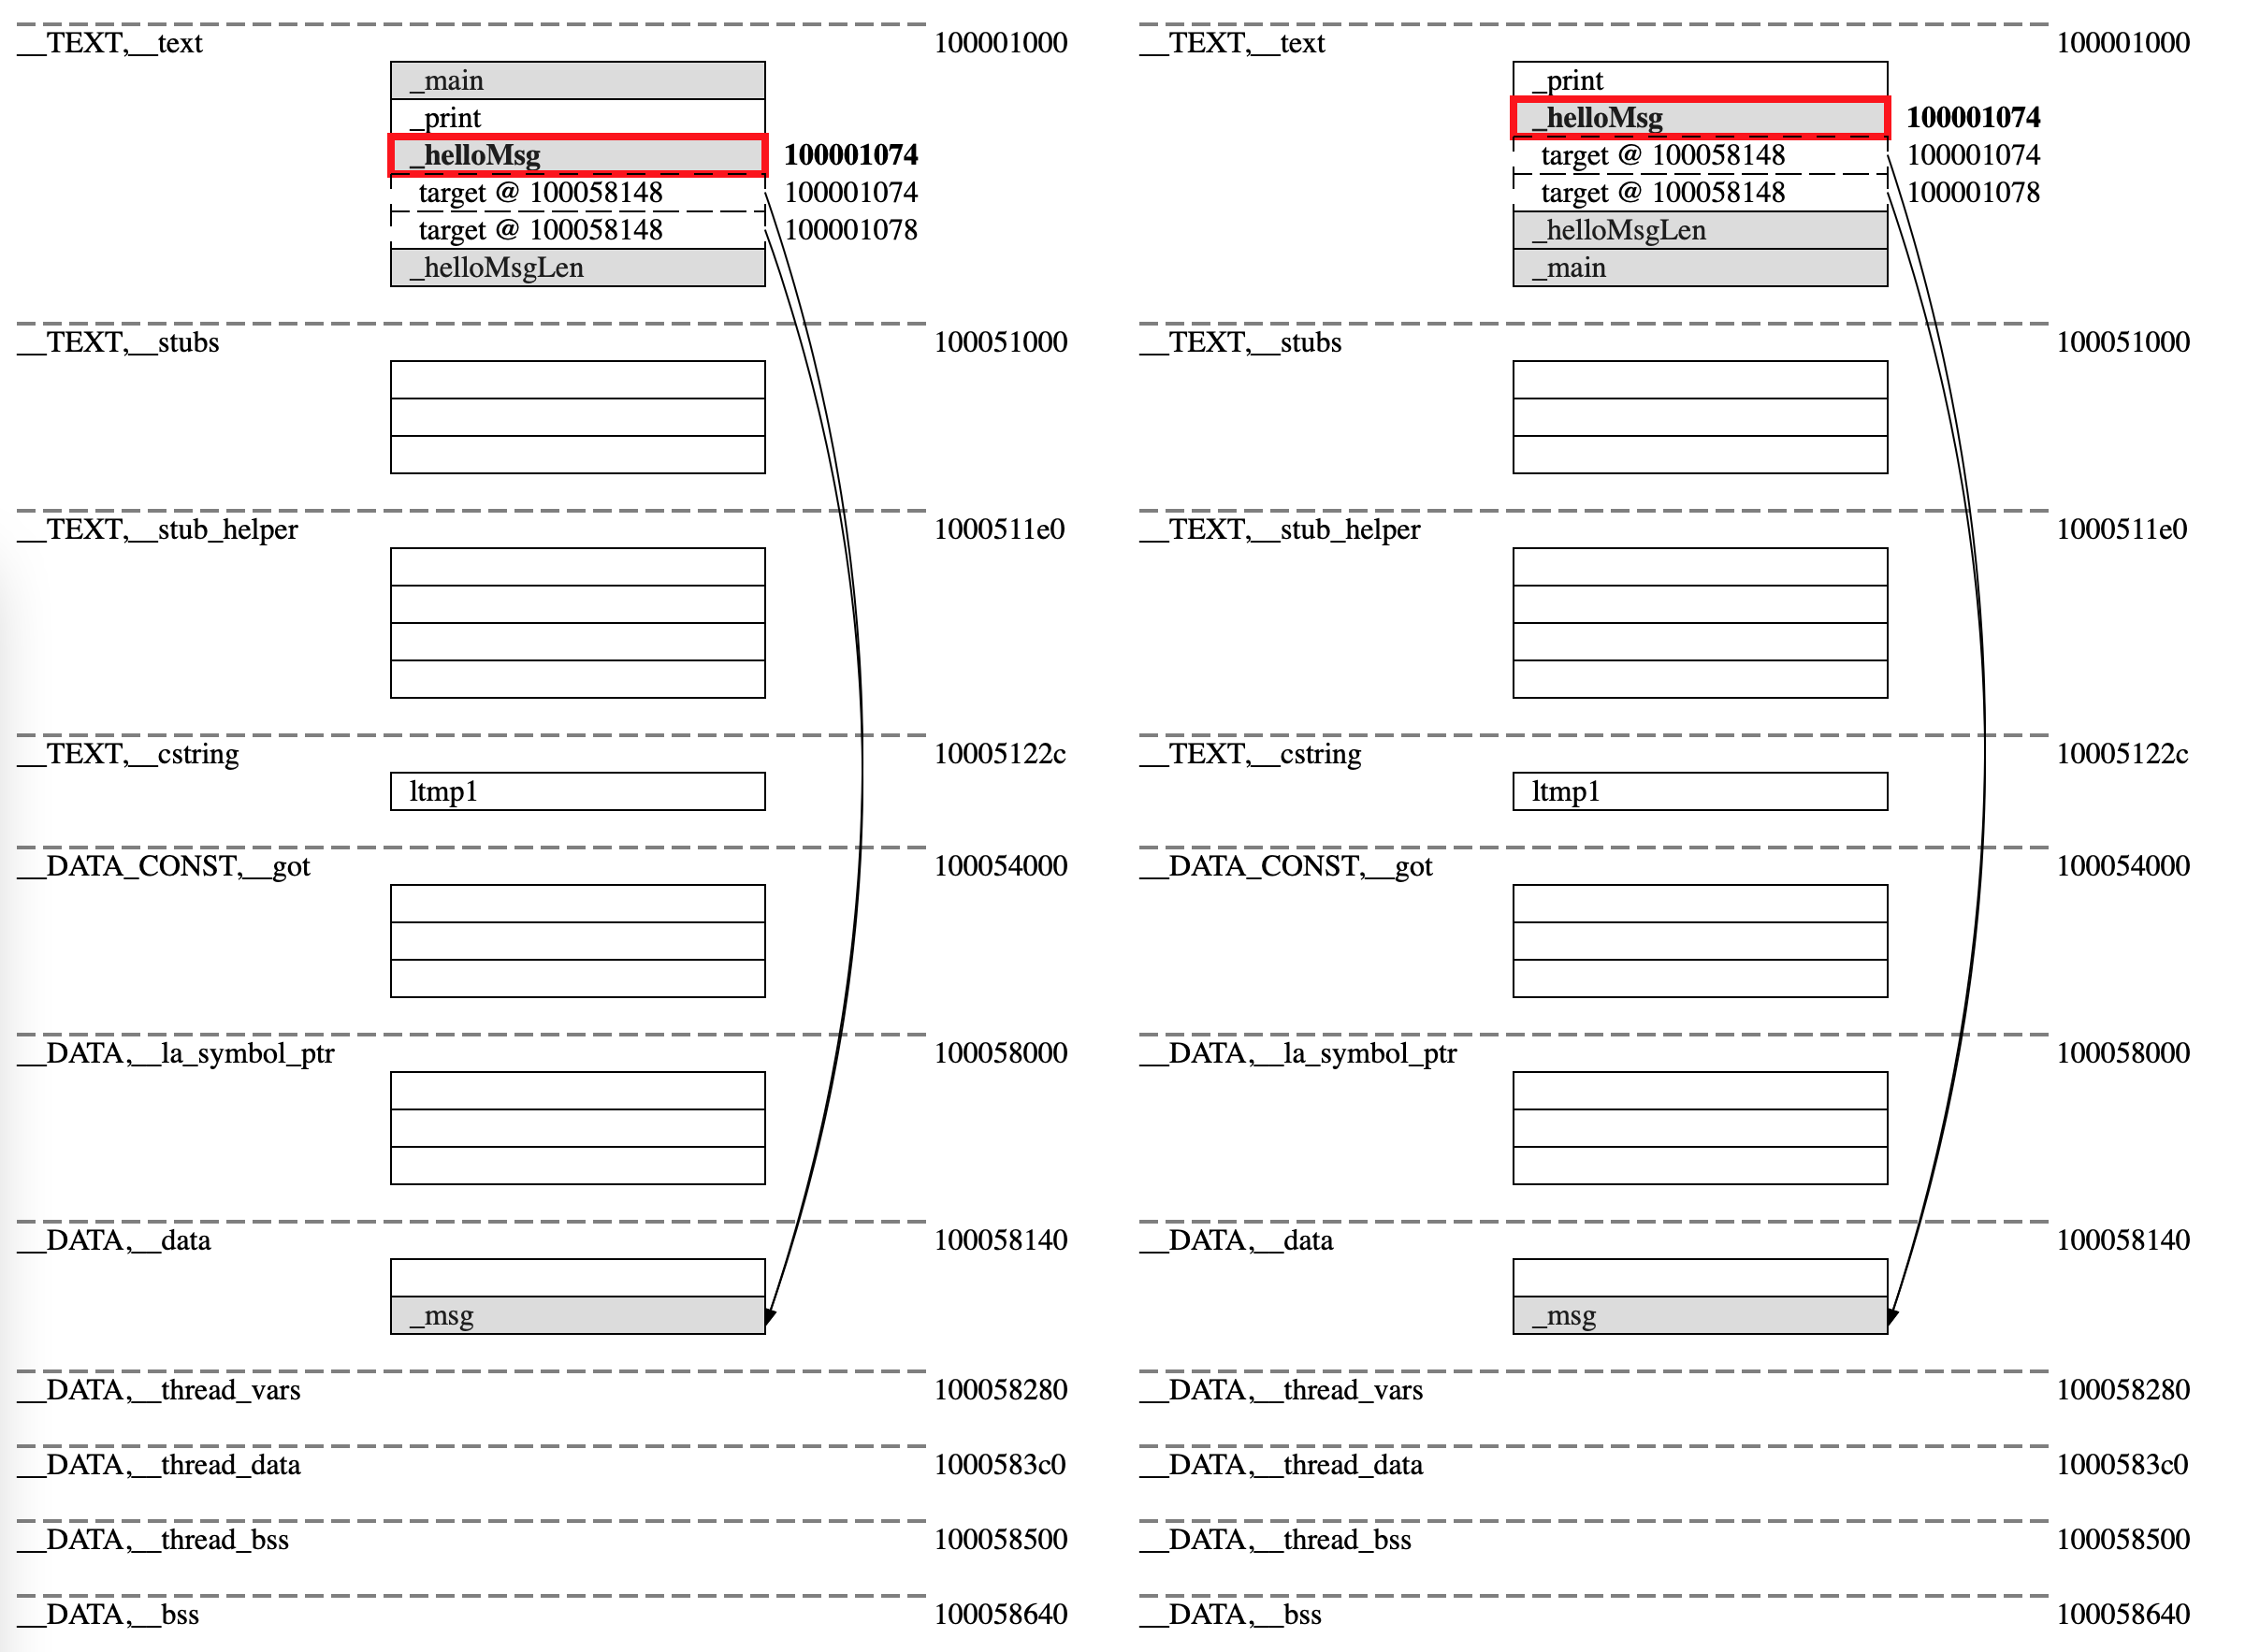 __TEXT,__text 100001000
_main
_print
_helloMsg 100001074
target @ 100058148 100001074
target @ 100058148 100001078
_helloMsgLen
__TEXT,__stubs 100051000
__TEXT,__stub_helper 1000511e0
__TEXT,__cstring 10005122c
ltmp1
__DATA_CONST,__got 100054000
__DATA,__la_symbol_ptr 100058000
__DATA,__data 100058140
_msg
__DATA,__thread_vars 100058280
__DATA,__thread_data 1000583c0
__DATA,__thread_bss 100058500
__DATA,__bss 100058640
__TEXT,__text 100001000
_print
_helloMsg 100001074
target @ 100058148 100001074
target @ 100058148 100001078
_helloMsgLen
_main
__TEXT,__stubs 100051000
__TEXT,__stub_helper 1000511e0
__TEXT,__cstring 10005122c
ltmp1
__DATA_CONST,__got 100054000
__DATA,__la_symbol_ptr 100058000
__DATA,__data 100058140
_msg
__DATA,__thread_vars 100058280
__DATA,__thread_data 1000583c0
__DATA,__thread_bss 100058500
__DATA,__bss 100058640